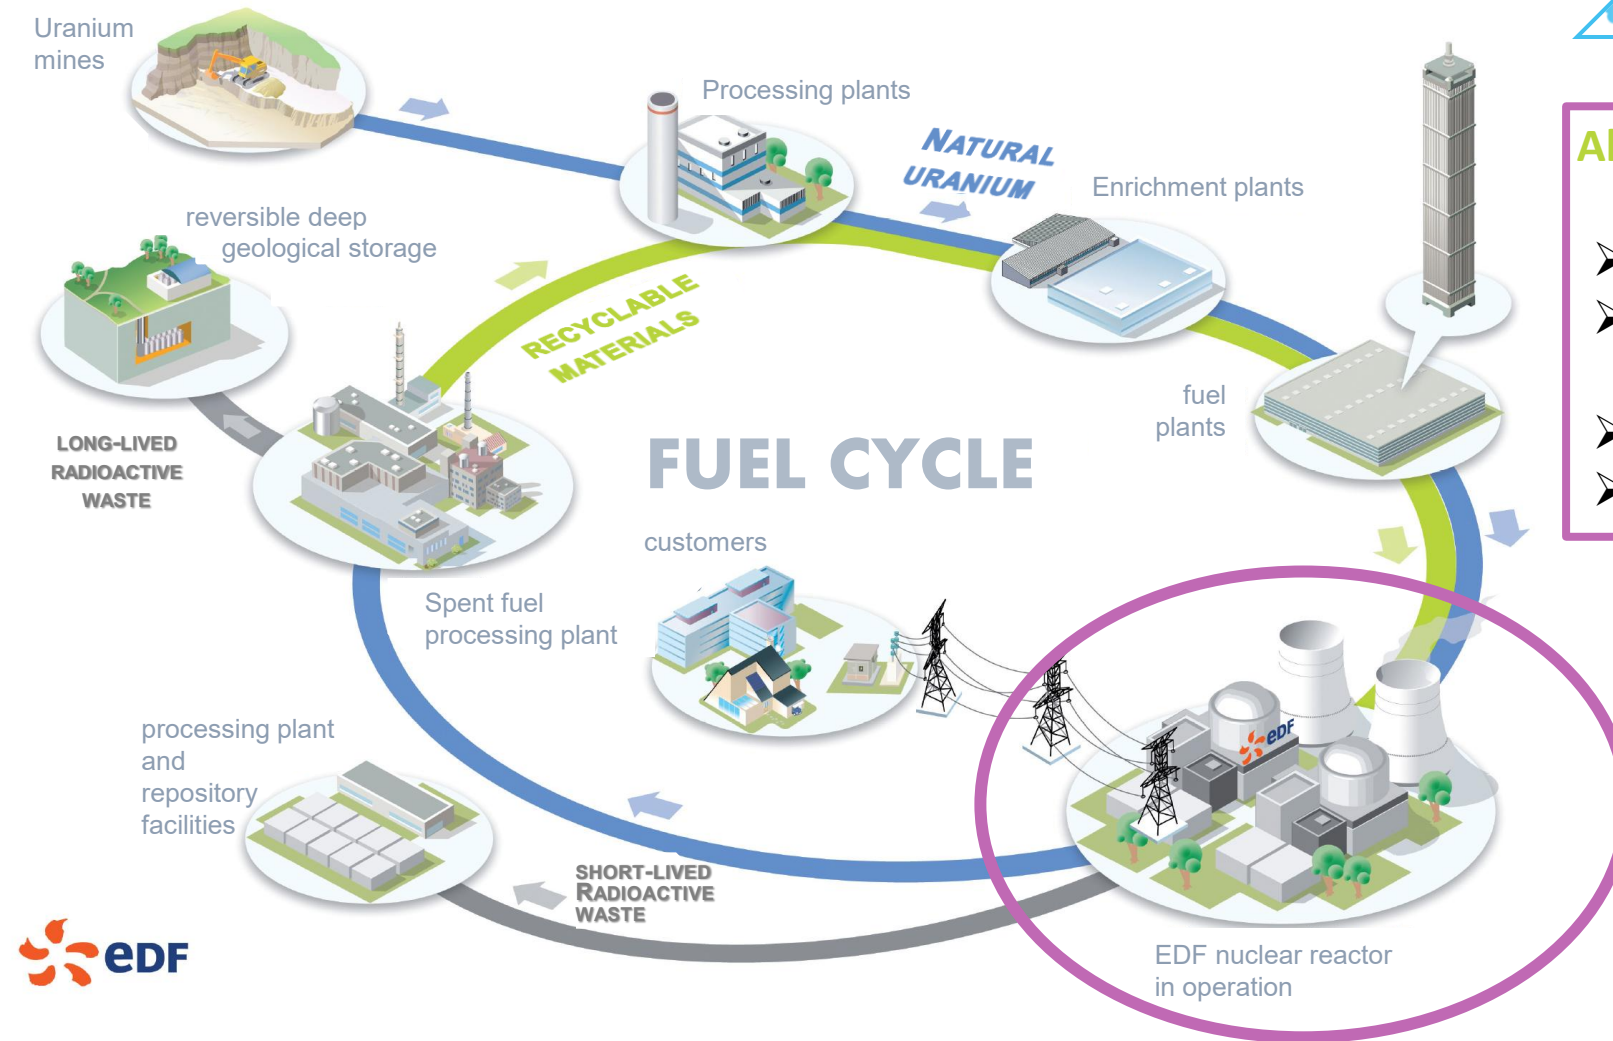 Uranium
mines
Processing plants
NATURAL
URANIUM
Enrichment plants
reversible deep
geological storage
RECYCLABLE
MATERIALS
fuel
plants
LONG-LIVED
RADIOACTIVE
WASTE
FUEL CYCLE
customers
Spent fuel
processing plant
eDF
processing plant
and
repository
facilities
SHORT-LIVED
RADIOACTIVE
WASTE
eDF
EDF nuclear reactor
in operation